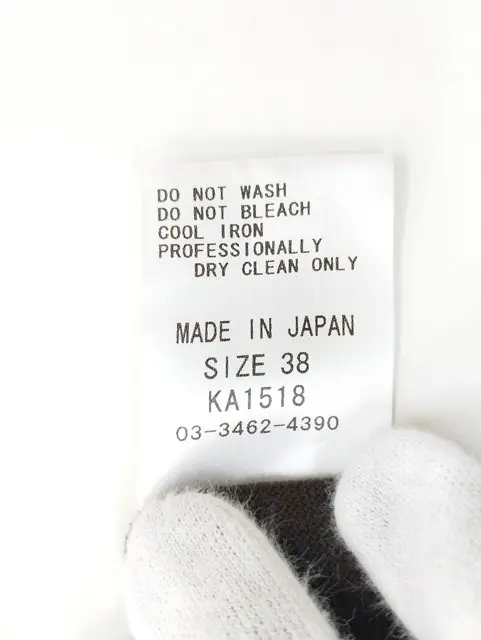 DO NOT WASH
DO NOT BLEACH
COOL IRON
PROFESSIONALLY
DRY CLEAN ONLY
MADE IN JAPAN
SIZE 38
KA1518
03-3462-4390